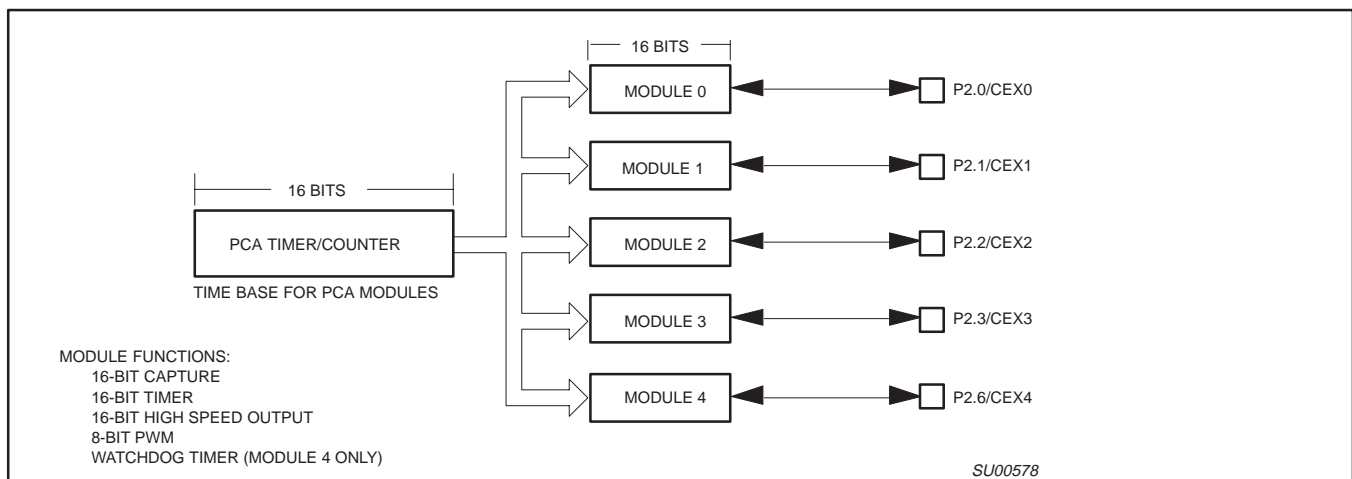 16 BITS
MODULE 0
P2.0/CEX0
MODULE 1
P2.1/CEX1
16 BITS
PCA TIMER/COUNTER
MODULE 2
P2.2/CEX2
TIME BASE FOR PCA MODULES
MODULE 3
P2.3/CEX3
MODULE 4
P2.6/CEX4
MODULE FUNCTIONS:
16-BIT CAPTURE
16-BIT TIMER
16-BIT HIGH SPEED OUTPUT
8-BIT PWM
WATCHDOG TIMER (MODULE 4 ONLY)
SU00578